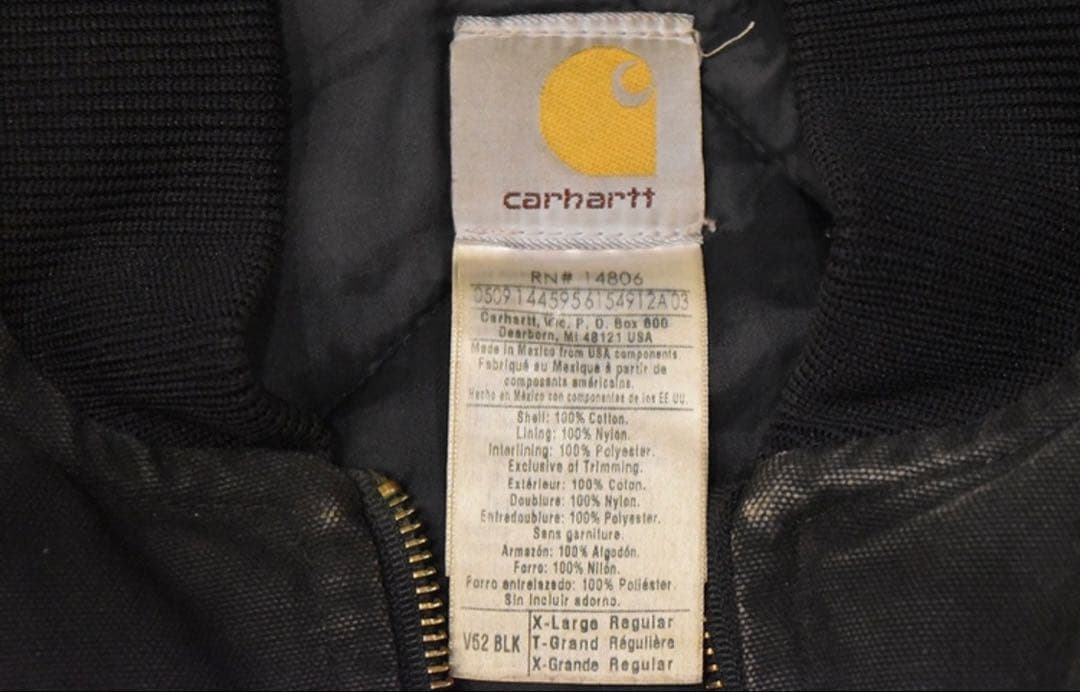 carhartt
RN# 14806
05091445956154912A03
Carhartt, Inc. P. O. Box 600
Dearborn, MI 48121 USA
Made in Mexico from USA components
Fabriqué au Mexique à partir de
composants américains.
Hecho en México con componentes de los EE UU.
Shell: 100% Cotton.
Lining: 100% Nylon.
Interlining: 100% Polyester.
Exclusive of Trimming.
Extérieur: 100% Coton.
Doublure: 100% Nylon.
Entredoublure: 100% Polyester.
Sans garniture.
Armazón: 100% Algodón.
Forro: 100% Nilón.
Forro entrelazado: 100% Poliéster.
Sin incluir adorno.
V52 BLK
X-Large Regular
T-Grand Régulière
X-Grande Regular